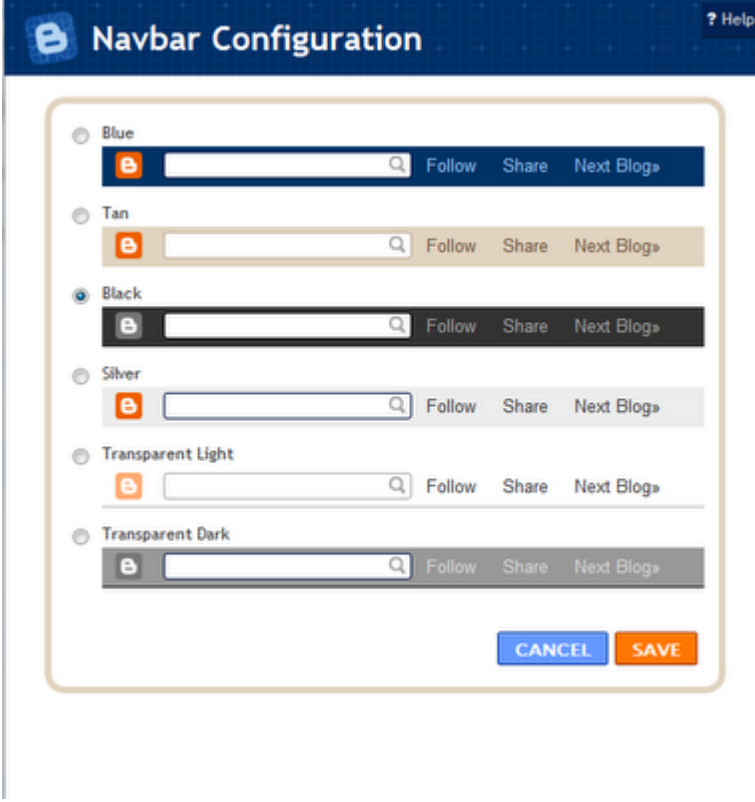 ? Help
Navbar Configuration
Blue
Follow Share Next Blog»
Tan
Follow Share Next Blog»
Black
Follow Share Next Blog»
Silver
Follow Share Next Blog»
Transparent Light
Follow Share Next Blog»
Transparent Dark
Follow Share Next Blog»
CANCEL SAVE